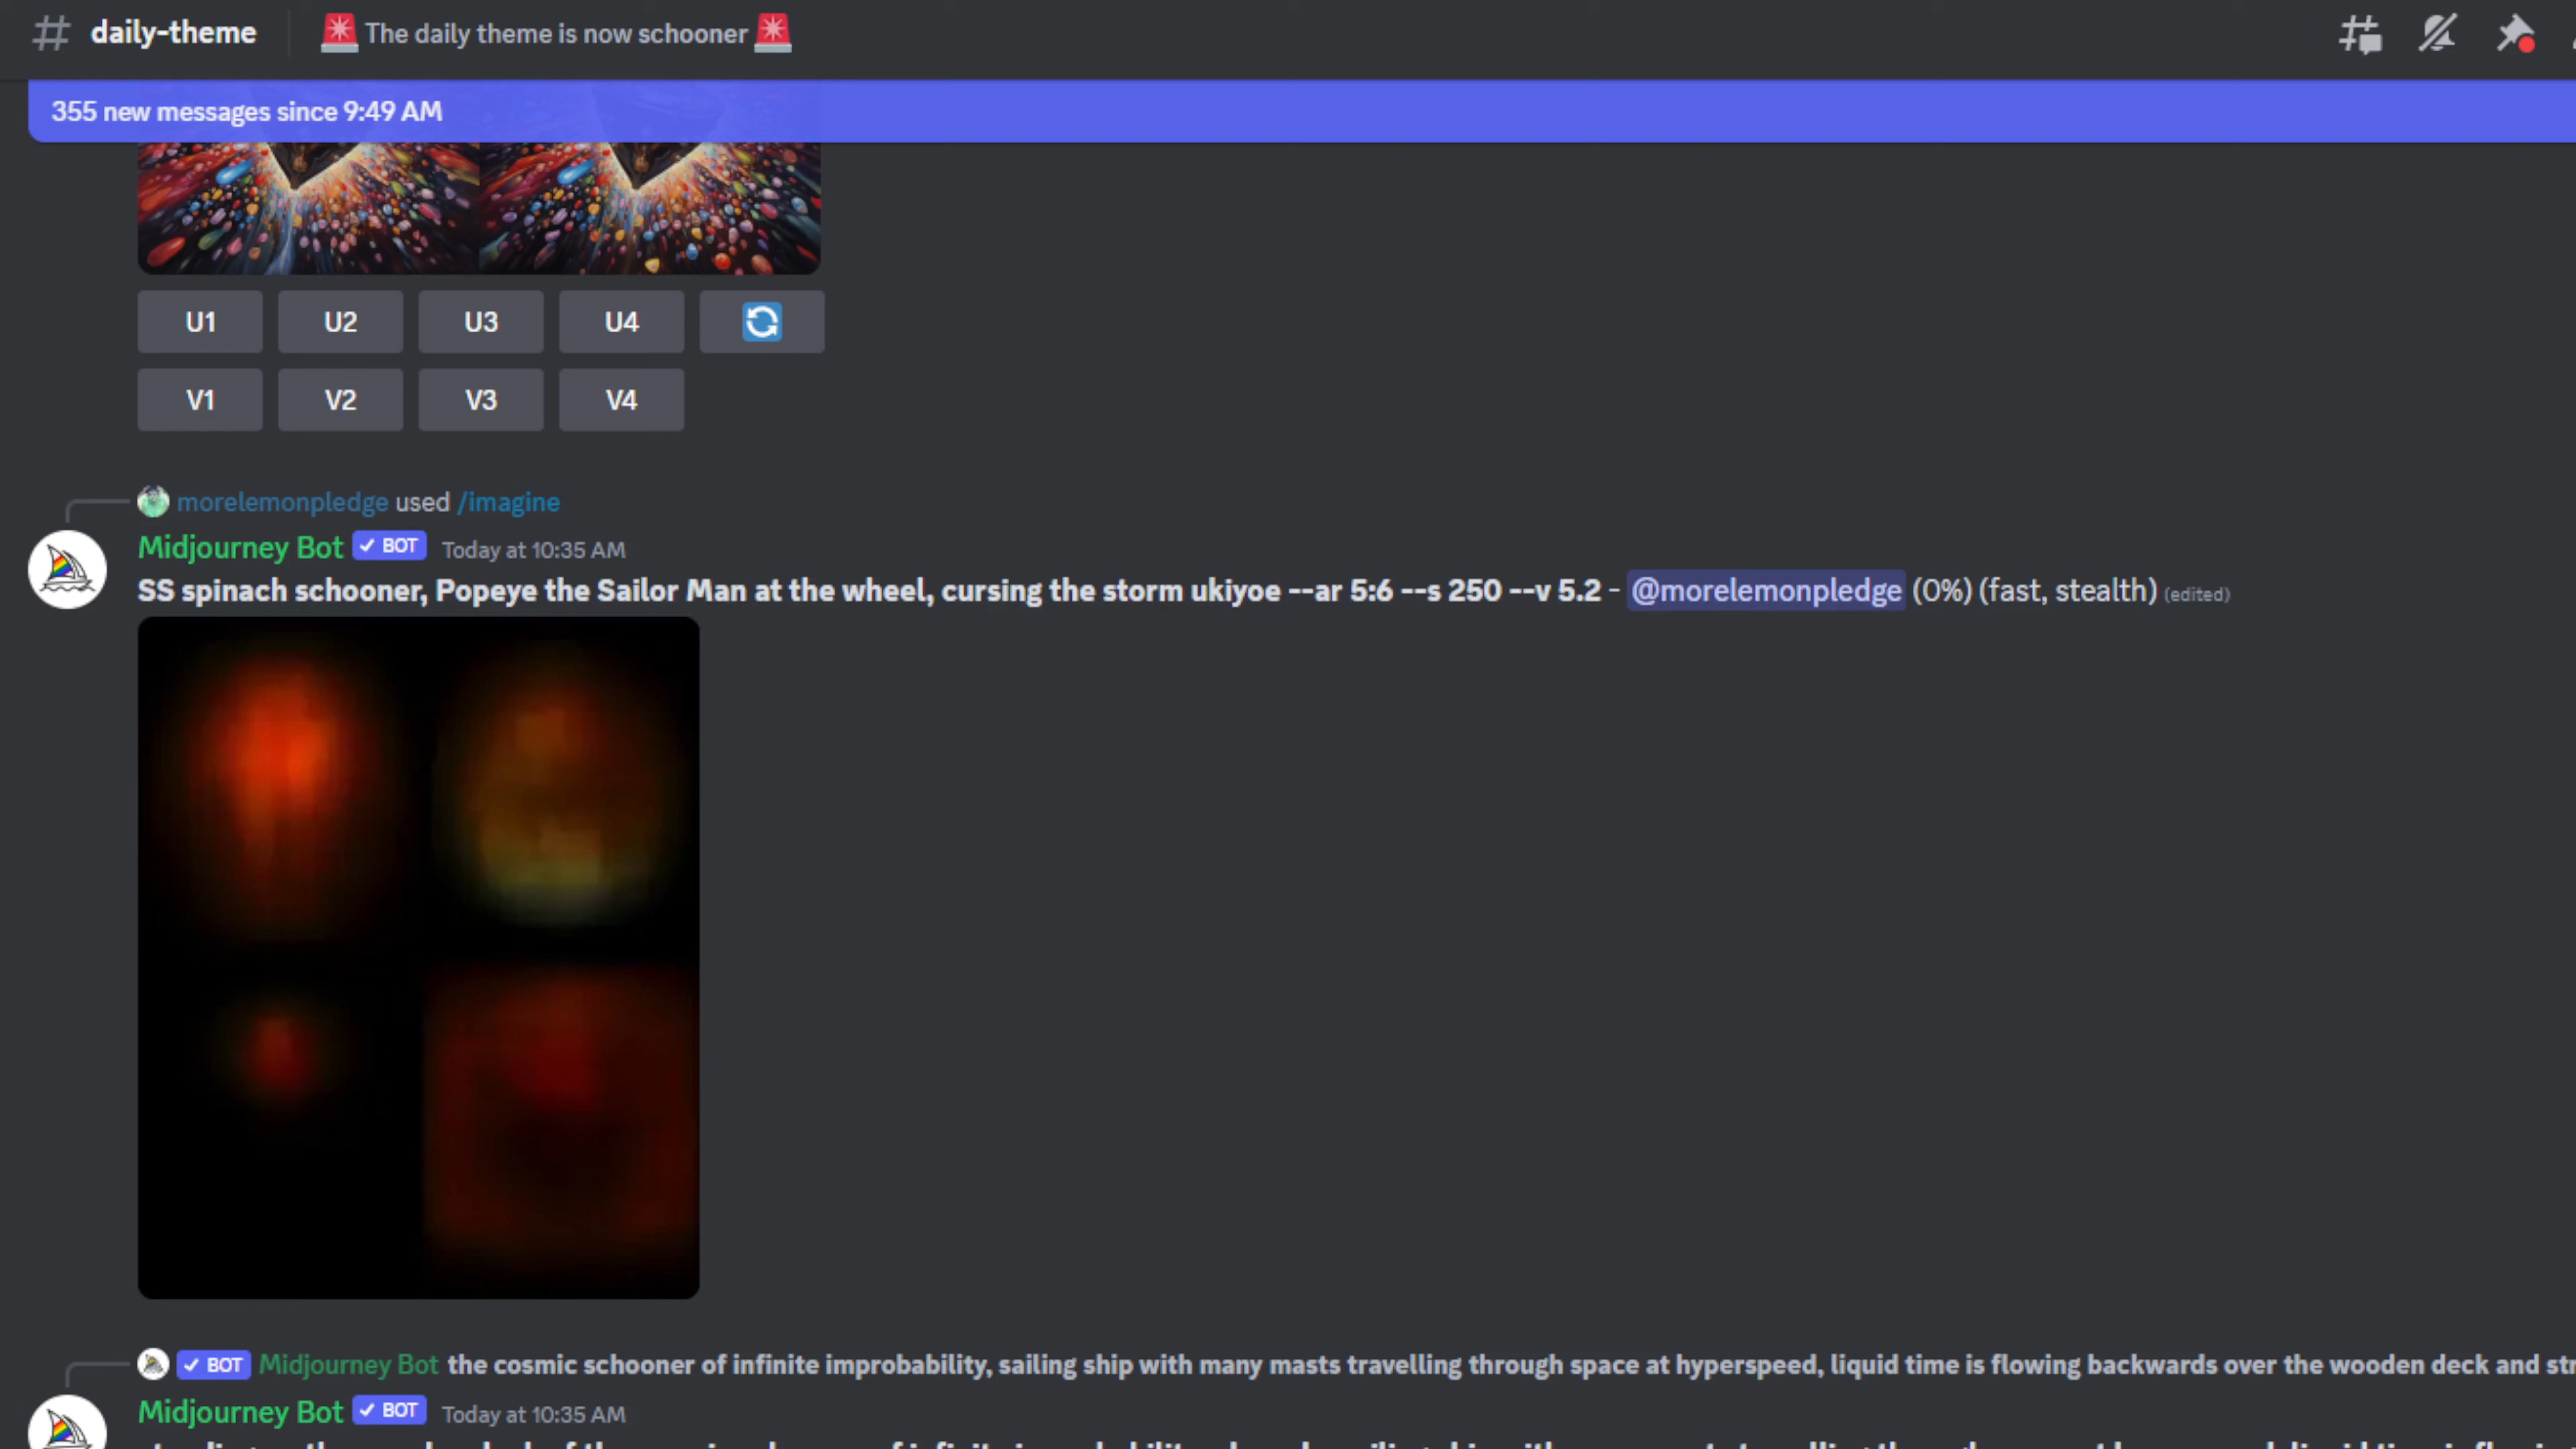 daily-theme
The daily theme is now schooner
355 new messages since 9:49 AM
U1 U2 U3 U4
V1 V2 V3 V4
morelemonpledge used /imagine
Midjourney Bot BOT Today at 10:35 AM
SS spinach schooner, Popeye the Sailor Man at the wheel, cursing the storm ukiyoe --ar 5:6 --s 250 --v 5.2 - @morelemonpledge (0%) (fast, stealth) (edited)
BOT Midjourney Bot the cosmic schooner of infinite improbability, sailing ship with many masts travelling through space at hyperspeed, liquid time is flowing backwards over the wooden deck and
Midjourney Bot BOT Today at 10:35 AM